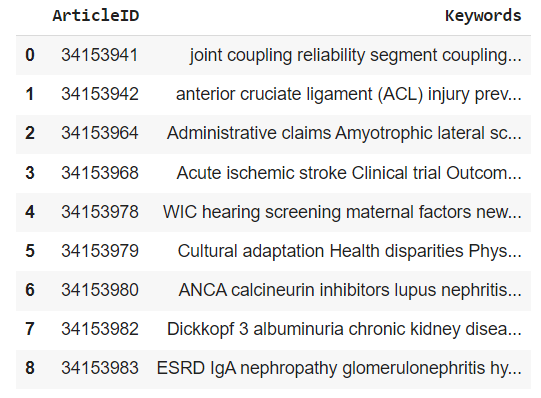 ArticleID Keywords
0 34153941 joint coupling reliability segment coupling...
1 34153942 anterior cruciate ligament (ACL) injury prev...
2 34153964 Administrative claims Amyotrophic lateral sc...
3 34153968 Acute ischemic stroke Clinical trial Outcom...
4 34153978 WIC hearing screening maternal factors new...
5 34153979 Cultural adaptation Health disparities Phys...
6 34153980 ANCA calcineurin inhibitors lupus nephritis...
7 34153982 Dickkopf 3 albuminuria chronic kidney disea...
8 34153983 ESRD IgA nephropathy glomerulonephritis hy...